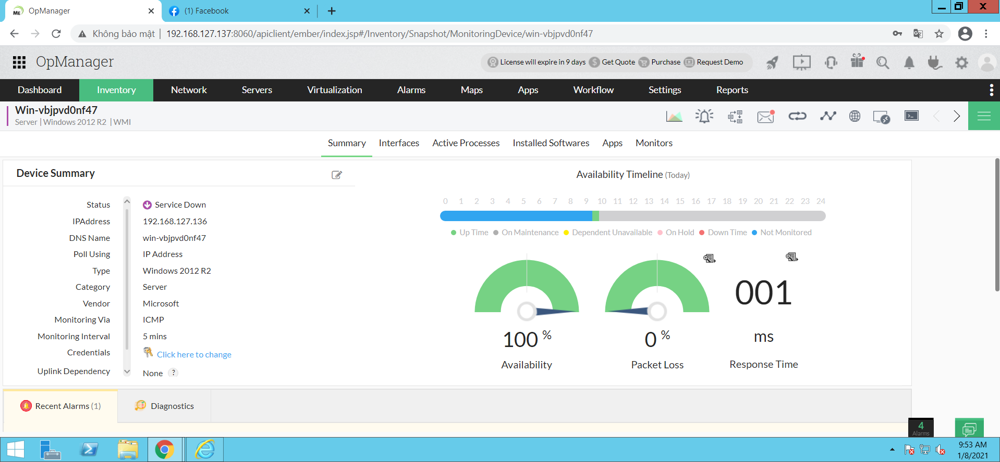 OpManager
(1) Facebook
Không bảo mật | 192.168.127.137:8060/apiclient/ember/index.jsp#/Inventory/Snapshot/MonitoringDevice/win-vbjpvd0nf47
OpManager
License will expire in 9 days Get Quote Purchase Request Demo
Dashboard Inventory Network Servers Virtualization Alarms Maps Apps Workflow Settings Reports
Win-vbjpvd0nf47
Server | Windows 2012 R2 | WMI
Summary Interfaces Active Processes Installed Softwares Apps Monitors
Device Summary
Status Service Down
IPAddress 192.168.127.136
DNS Name win-vbjpvd0nf47
Poll Using IP Address
Type Windows 2012 R2
Category Server
Vendor Microsoft
Monitoring Via ICMP
Monitoring Interval 5 mins
Credentials Click here to change
Uplink Dependency None ?
Availability Timeline (Today)
0 1 2 3 4 5 6 7 8 9 10 11 12 13 14 15 16 17 18 19 20 21 22 23 24
Up Time On Maintenance Dependent Unavailable On Hold Down Time Not Monitored
100 %
Availability
0 %
Packet Loss
001
ms
Response Time
Recent Alarms (1) Diagnostics
4
Alarms
9:53 AM
1/8/2021